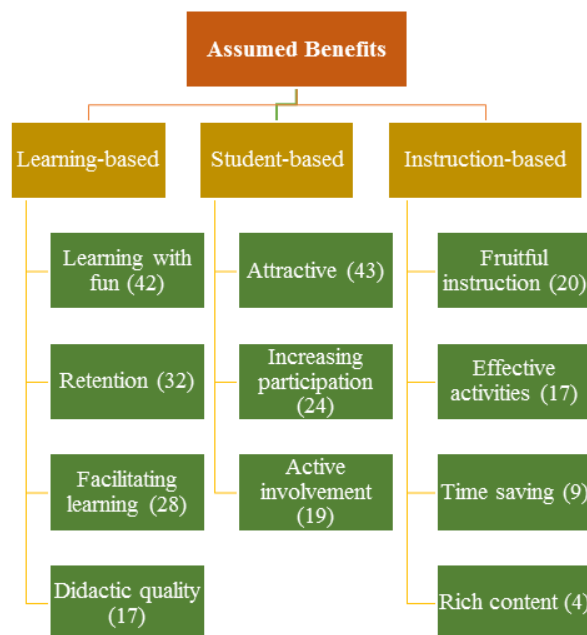 Assumed Benefits
Learning-based
Student-based
Instruction-based
Learning with
fun (42)
Retention (32)
Facilitating
learning (28)
Didactic quality
(17)
Attractive (43)
Increasing
participation
(24)
Active
involvement
(19)
Fruitful
instruction (20)
Effective
activities (17)
Time saving (9)
Rich content (4)